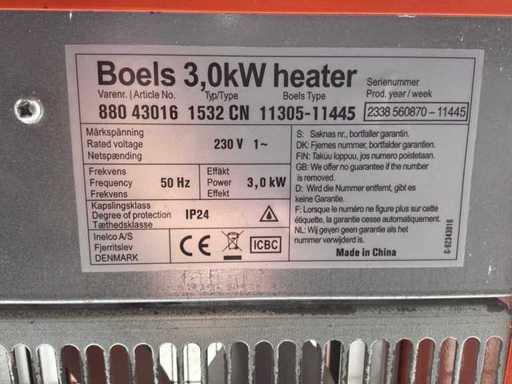 Boels 3,0kW heater
Varenr. | Article No. Typ/Type Boels Type
880 43016 1532 CN 11305-11445
Serienummer
Prod. year / week
2338 560870 - 11445
Märkspänning
Rated voltage 230 V 1~
Netspænding
Frekvens
Frequency 50 Hz
Frekvens
Effäkt
Power 3,0 kW
Effekt
Kapslingsklass
Degree of protection IP24
Tæthedsklasse
Inelco A/S
Fjerritslev
DENMARK
CE ICBC
S: Saknas nr., bortfaller garantin.
DK: Fjernes nummer, bortfalder garantien.
FIN: Takuu loppuu, jos numero poistetaan.
GB: No offered if the number
is removed.
D: Wird die Nummer entfernt, gibt es
keine Garantie.
F: Lorsque le numéro ne figure plus sur cette
étiquette, la garantie cesse automatiquement.
NL: Wij geven geen garantie als het
nummer verwijderd is.
Made in China